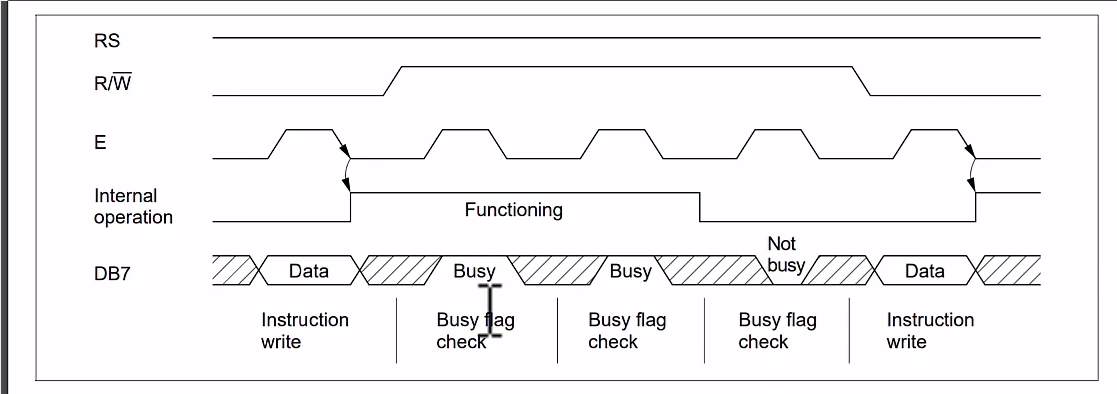 RS
R/W̅
E
Internal
operation
Functioning
DB7
Data
Busy
Busy
Not
busy
Data
Instruction
write
Busy flag
check
Busy flag
check
Busy flag
check
Instruction
write